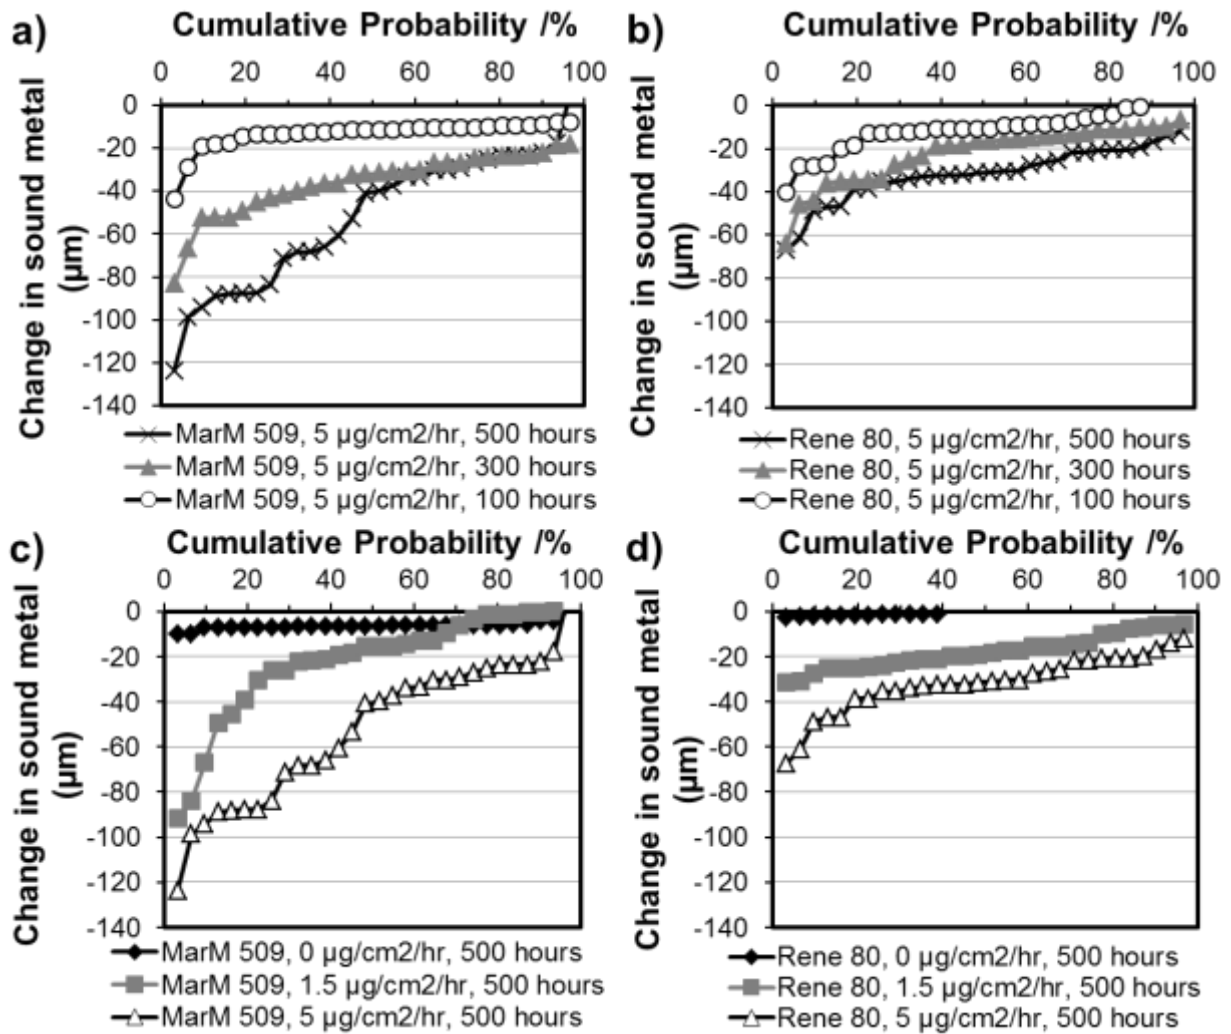 a)
Cumulative Probability /%
0 20 40 60 80 100
Change in sound metal
(µm)
0
-20
-40
-60
-80
-100
-120
-140
MarM 509, 5 µg/cm2/hr, 500 hours
MarM 509, 5 µg/cm2/hr, 300 hours
MarM 509, 5 µg/cm2/hr, 100 hours
b)
Cumulative Probability /%
0 20 40 60 80 100
Change in sound metal
(µm)
0
-20
-40
-60
-80
-100
-120
-140
Rene 80, 5 µg/cm2/hr, 500 hours
Rene 80, 5 µg/cm2/hr, 300 hours
Rene 80, 5 µg/cm2/hr, 100 hours
c)
Cumulative Probability /%
0 20 40 60 80 100
Change in sound metal
(µm)
0
-20
-40
-60
-80
-100
-120
-140
MarM 509, 0 µg/cm2/hr, 500 hours
MarM 509, 1.5 µg/cm2/hr, 500 hours
MarM 509, 5 µg/cm2/hr, 500 hours
d)
Cumulative Probability /%
0 20 40 60 80 100
Change in sound metal
(µm)
0
-20
-40
-60
-80
-100
-120
-140
Rene 80, 0 µg/cm2/hr, 500 hours
Rene 80, 1.5 µg/cm2/hr, 500 hours
Rene 80, 5 µg/cm2/hr, 500 hours